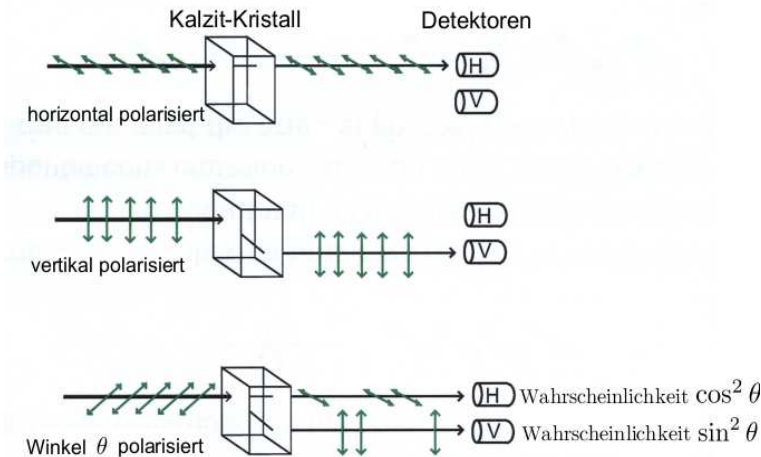 Kalzit-Kristall Detektoren
H
V
horizontal polarisiert
H
V
vertikal polarisiert
H Wahrscheinlichkeit cos² θ
V Wahrscheinlichkeit sin² θ
Winkel θ polarisiert